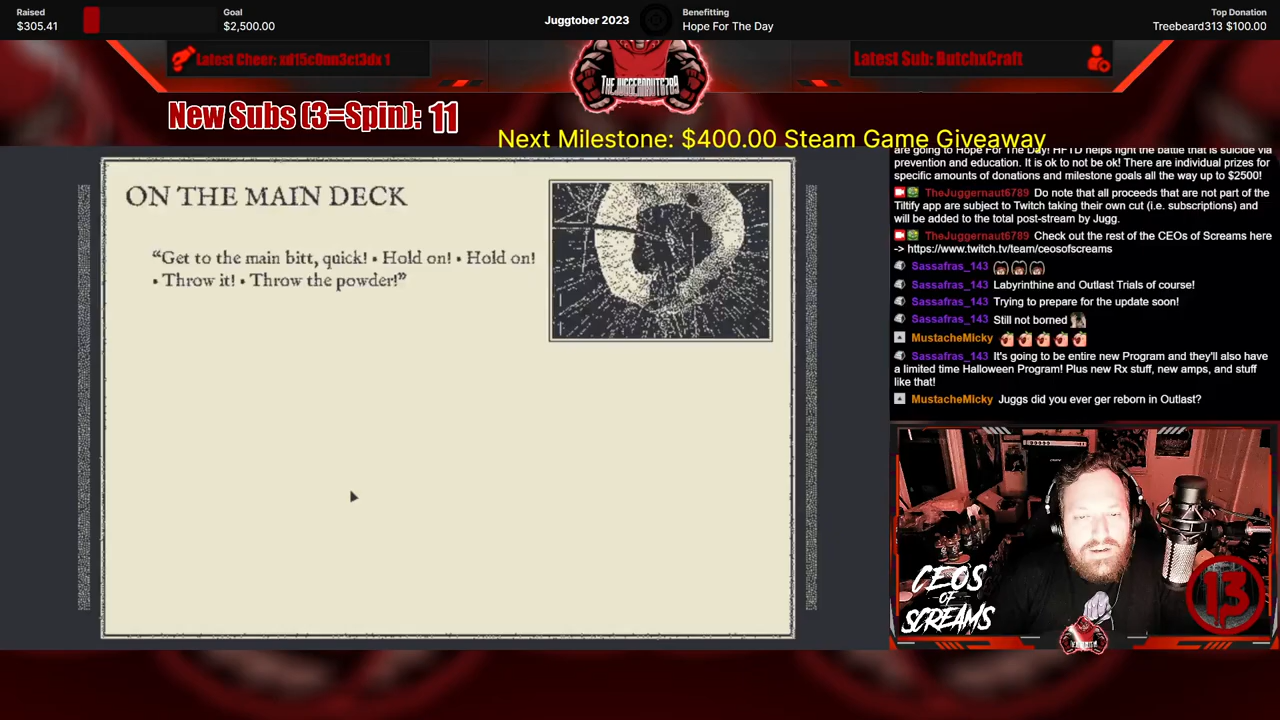 Raised
$305.41
Goal
$2,500.00
Juggtober 2023
Benefitting
Hope For The Day
Top Donation
Treebeard313 $100.00
Latest Cheer: xd15c0nn3ct3dx 1
THEJUGGERNAUT6789
Latest Sub: ButchxCraft
New Subs (3=Spin): 11
Next Milestone: $400.00 Steam Game Giveaway
ON THE MAIN DECK
“Get to the main bitt, quick! • Hold on! • Hold on!
• Throw it! • Throw the powder!”
are going to Hope For The Day! HFTD helps fight the battle that is suicide via
prevention and education. It is ok to not be ok! There are individual prizes for
specific amounts of donations and milestone goals all the way up to $2500!
TheJuggernaut6789 Do note that all proceeds that are not part of the
Tiltify app are subject to Twitch taking their own cut (i.e. subscriptions) and
will be added to the total post-stream by Jugg.
TheJuggernaut6789 Check out the rest of the CEOs of Screams here
-> https://www.twitch.tv/team/ceosofscreams
Sassafras_143
Sassafras_143 Labyrinthine and Outlast Trials of course!
Sassafras_143 Trying to prepare for the update soon!
Sassafras_143 Still not borned
MustacheMicky
Sassafras_143 It's going to be entire new Program and they'll also have
a limited time Halloween Program! Plus new Rx stuff, new amps, and stuff
like that!
MustacheMicky Juggs did you ever ger reborn in Outlast?
CEOS
OF
SCREAMS
13